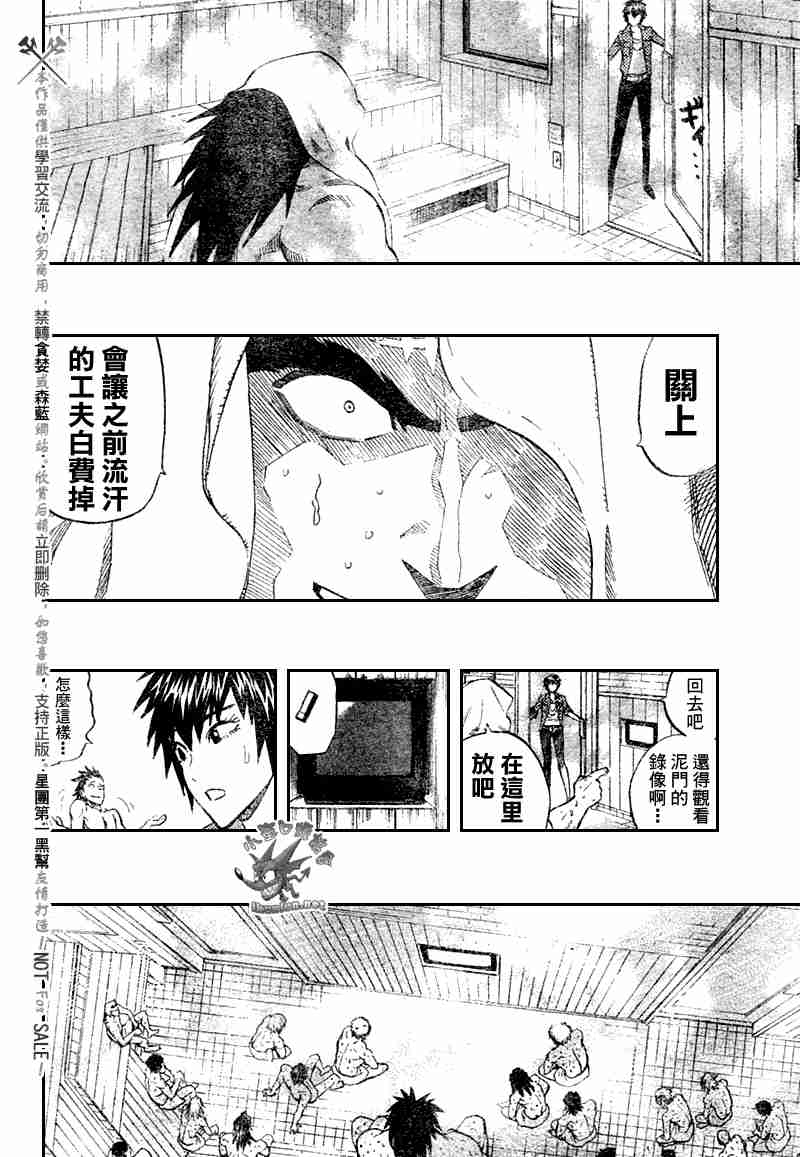 ギィ…
關上
會讓之前流汗
的工夫白費掉
回去吧
還得觀看
泥門的
錄像啊…
在這里
放吧
怎麼這樣…
本作品僅供學習交流，切勿商用，禁轉貪婪或森藍網站．欣賞后請立即刪除，如您喜歡，支持正版．星團第一黑幫友情打造－NOT－For－SALE－